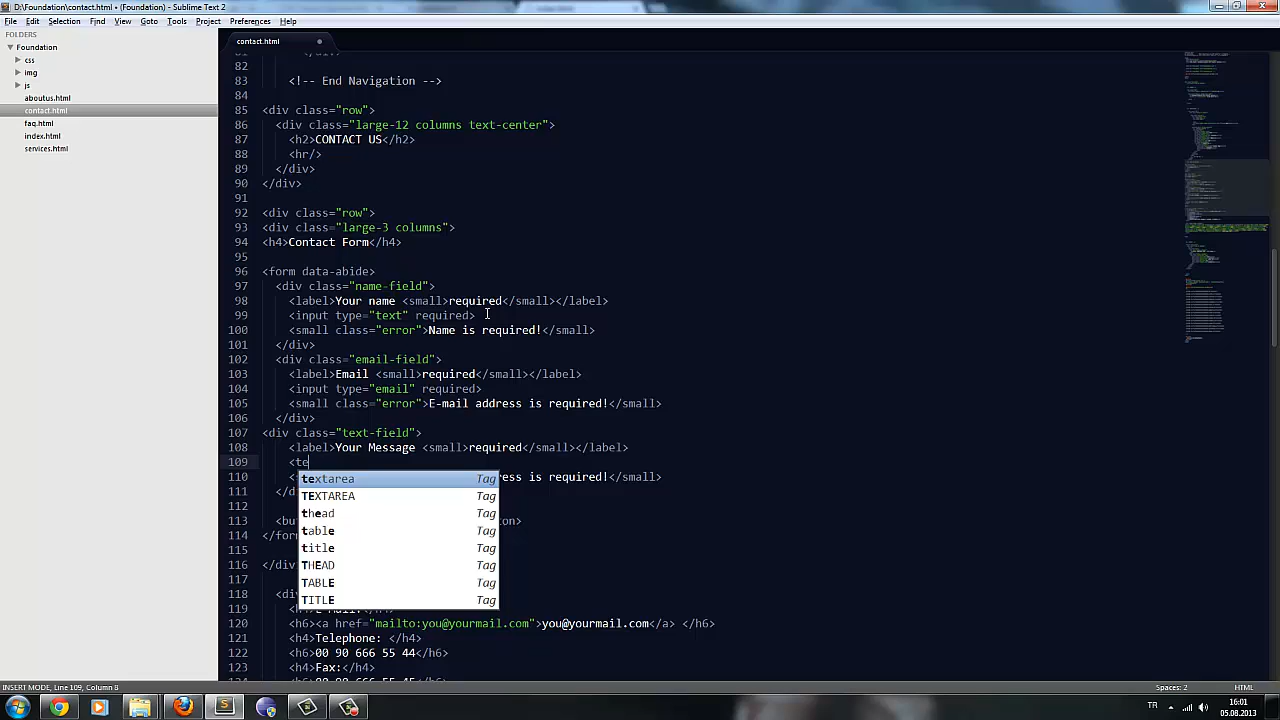 D:\Foundation\contact.html • (Foundation) - Sublime Text 2
File Edit Selection Find View Goto Tools Project Preferences Help
FOLDERS
Foundation
css
img
js
aboutus.html
contact.html
faq.html
index.html
services.html
contact.html
82
83 <!-- End Navigation -->
84
85 <div class="row">
86 <div class="large-12 columns text-center">
87 <h2>CONTACT US</h2>
88 <hr/>
89 </div>
90 </div>
91
92 <div class="row">
93 <div class="large-3 columns">
94 <h4>Contact Form</h4>
95
96 <form data-abide>
97 <div class="name-field">
98 <label>Your name <small>required</small></label>
99 <input type="text" required>
100 <small class="error">Name is required!</small>
101 </div>
102 <div class="email-field">
103 <label>Email <small>required</small></label>
104 <input type="email" required>
105 <small class="error">E-mail address is required!</small>
106 </div>
107 <div class="text-field">
108 <label>Your Message <small>required</small></label>
109 <te
textarea Tag
TEXTAREA Tag
thead Tag
table Tag
title Tag
THEAD Tag
TABLE Tag
TITLE Tag
110 < ress is required!</small>
111 </d
112
113 <bu on>
114 </for
115
116 </div
117
118 <di
119
120 <h6><a href="mailto:you@yourmail.com">you@yourmail.com</a> </h6>
121 <h4>Telephone: </h4>
122 <h6>00 90 666 55 44</h6>
123 <h4>Fax:</h4>
INSERT MODE, Line 109, Column 8 Spaces: 2 HTML
TR 16:01
05.08.2013